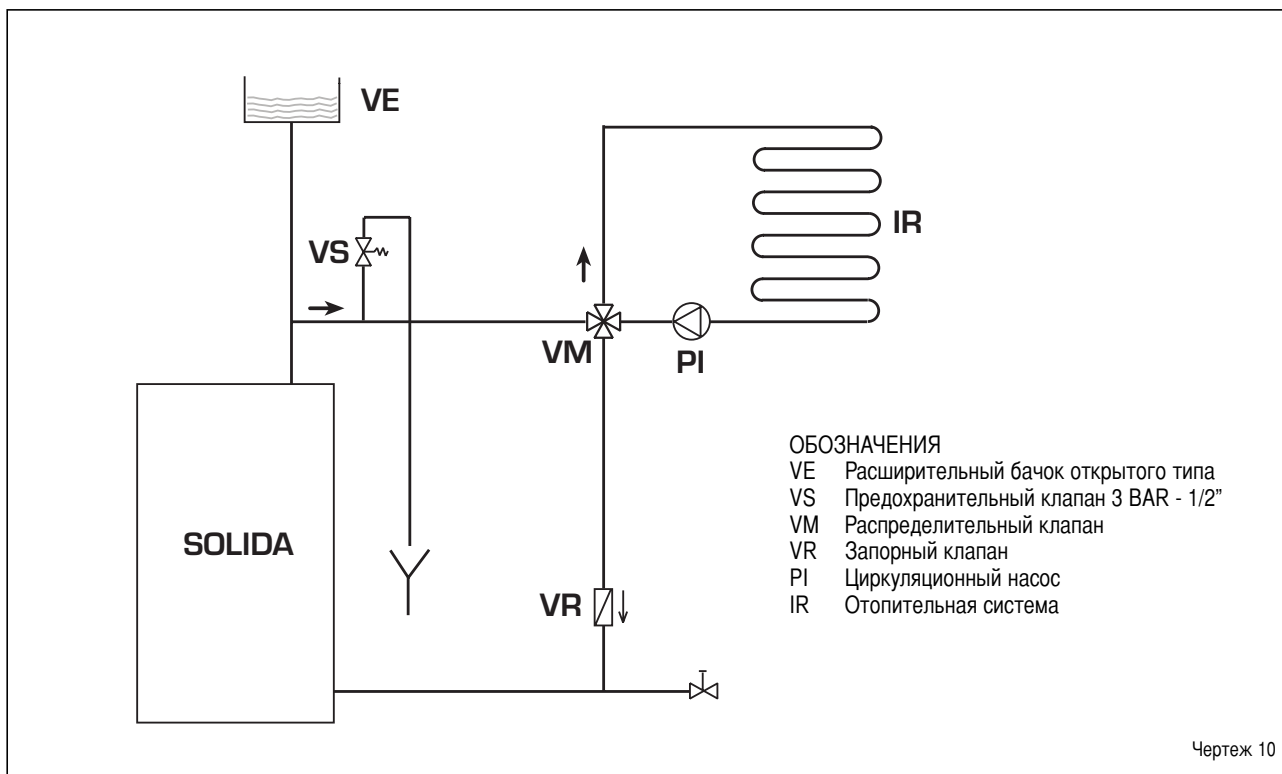 VE
VS
IR
VM
PI
SOLIDA
VR
ОБОЗНАЧЕНИЯ
VE Расширительный бачок открытого типа
VS Предохранительный клапан 3 BAR - 1/2”
VM Распределительный клапан
VR Запорный клапан
PI Циркуляционный насос
IR Отопительная система
Чертеж 10